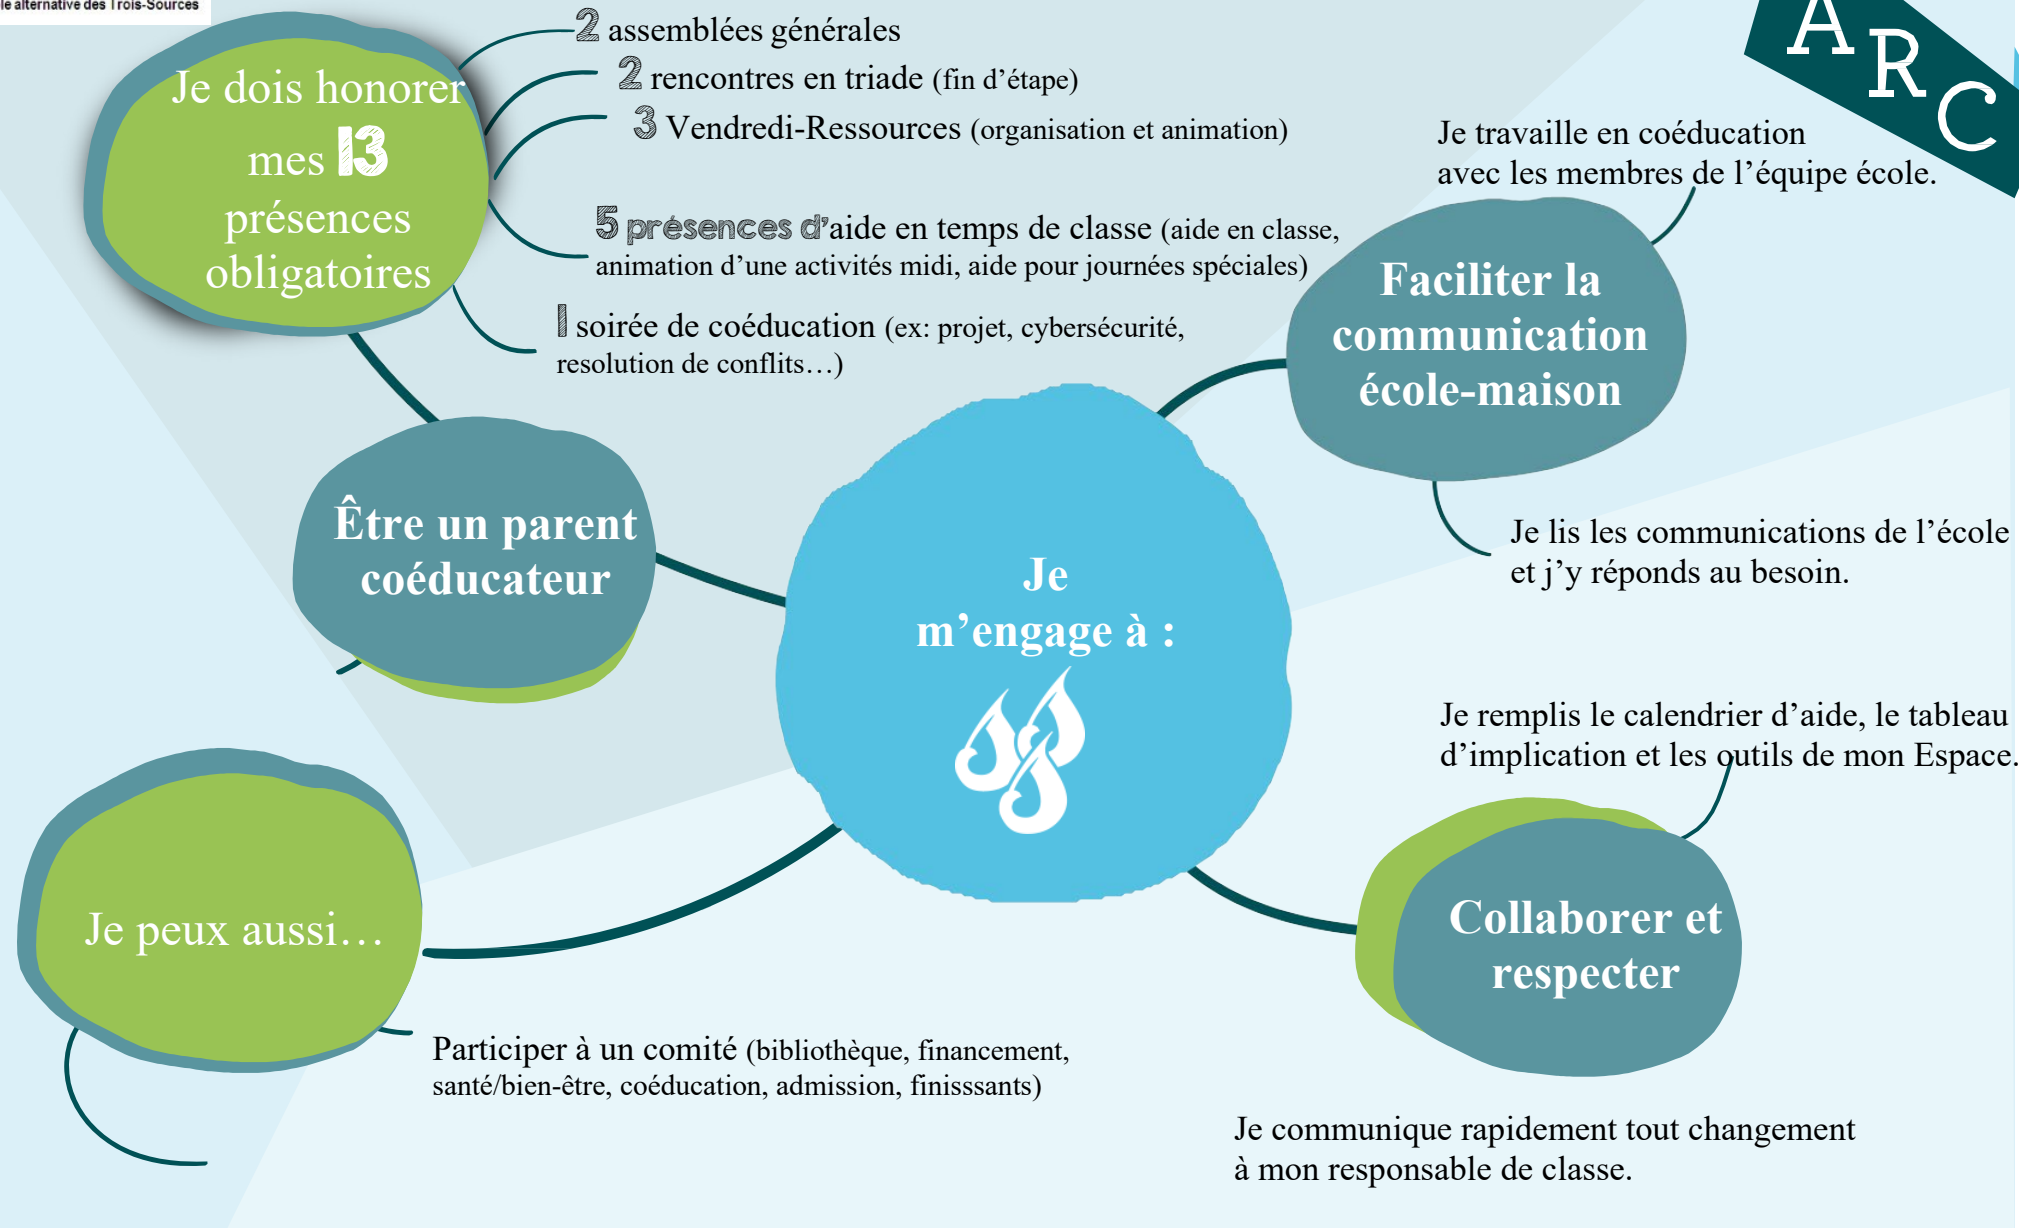 le alternative des Trois-Sources
Je dois honorer
mes 13
présences
obligatoires
2 assemblées générales
2 rencontres en triade (fin d’étape)
3 Vendredi-Ressources (organisation et animation)
5 présences d’aide en temps de classe (aide en classe,
animation d’une activités midi, aide pour journées spéciales)
1 soirée de coéducation (ex: projet, cybersécurité,
resolution de conflits…)
ARC
Je travaille en coéducation
avec les membres de l’équipe école.
Faciliter la
communication
école-maison
Je lis les communications de l’école
et j’y réponds au besoin.
Être un parent
coéducateur
Je
m’engage à :
Je remplis le calendrier d’aide, le tableau
d’implication et les outils de mon Espace.
Collaborer et
respecter
Je peux aussi…
Participer à un comité (bibliothèque, financement,
santé/bien-être, coéducation, admission, finisssants)
Je communique rapidement tout changement
à mon responsable de classe.